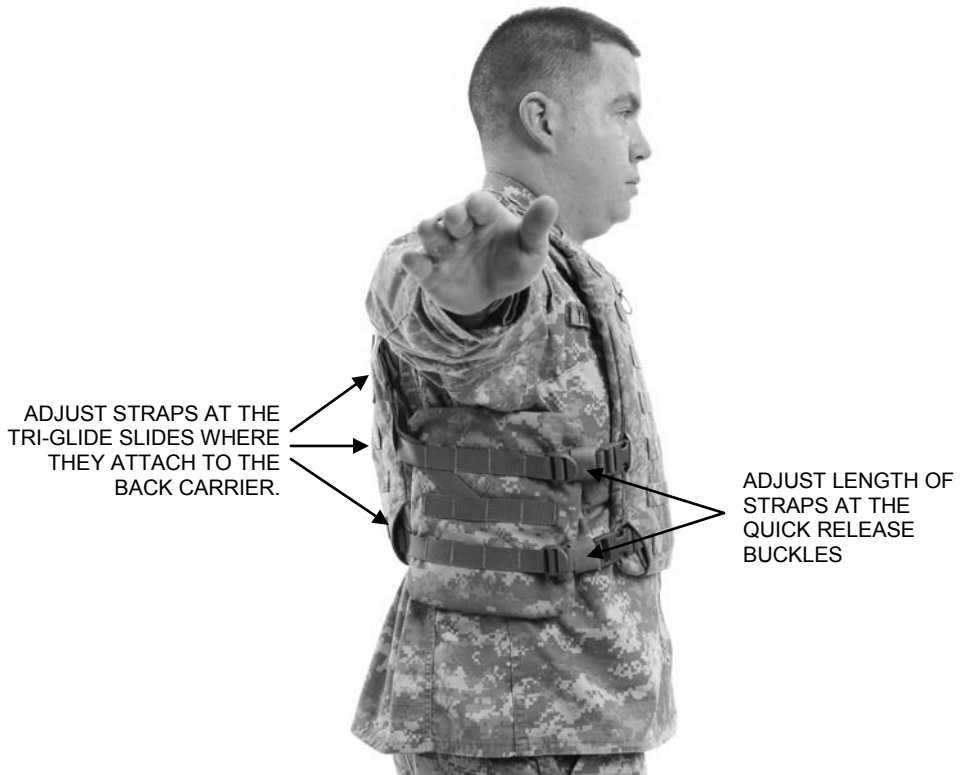 ADJUST STRAPS AT THE
TRI-GLIDE SLIDES WHERE
THEY ATTACH TO THE
BACK CARRIER.
ADJUST LENGTH OF
STRAPS AT THE
QUICK RELEASE
BUCKLES